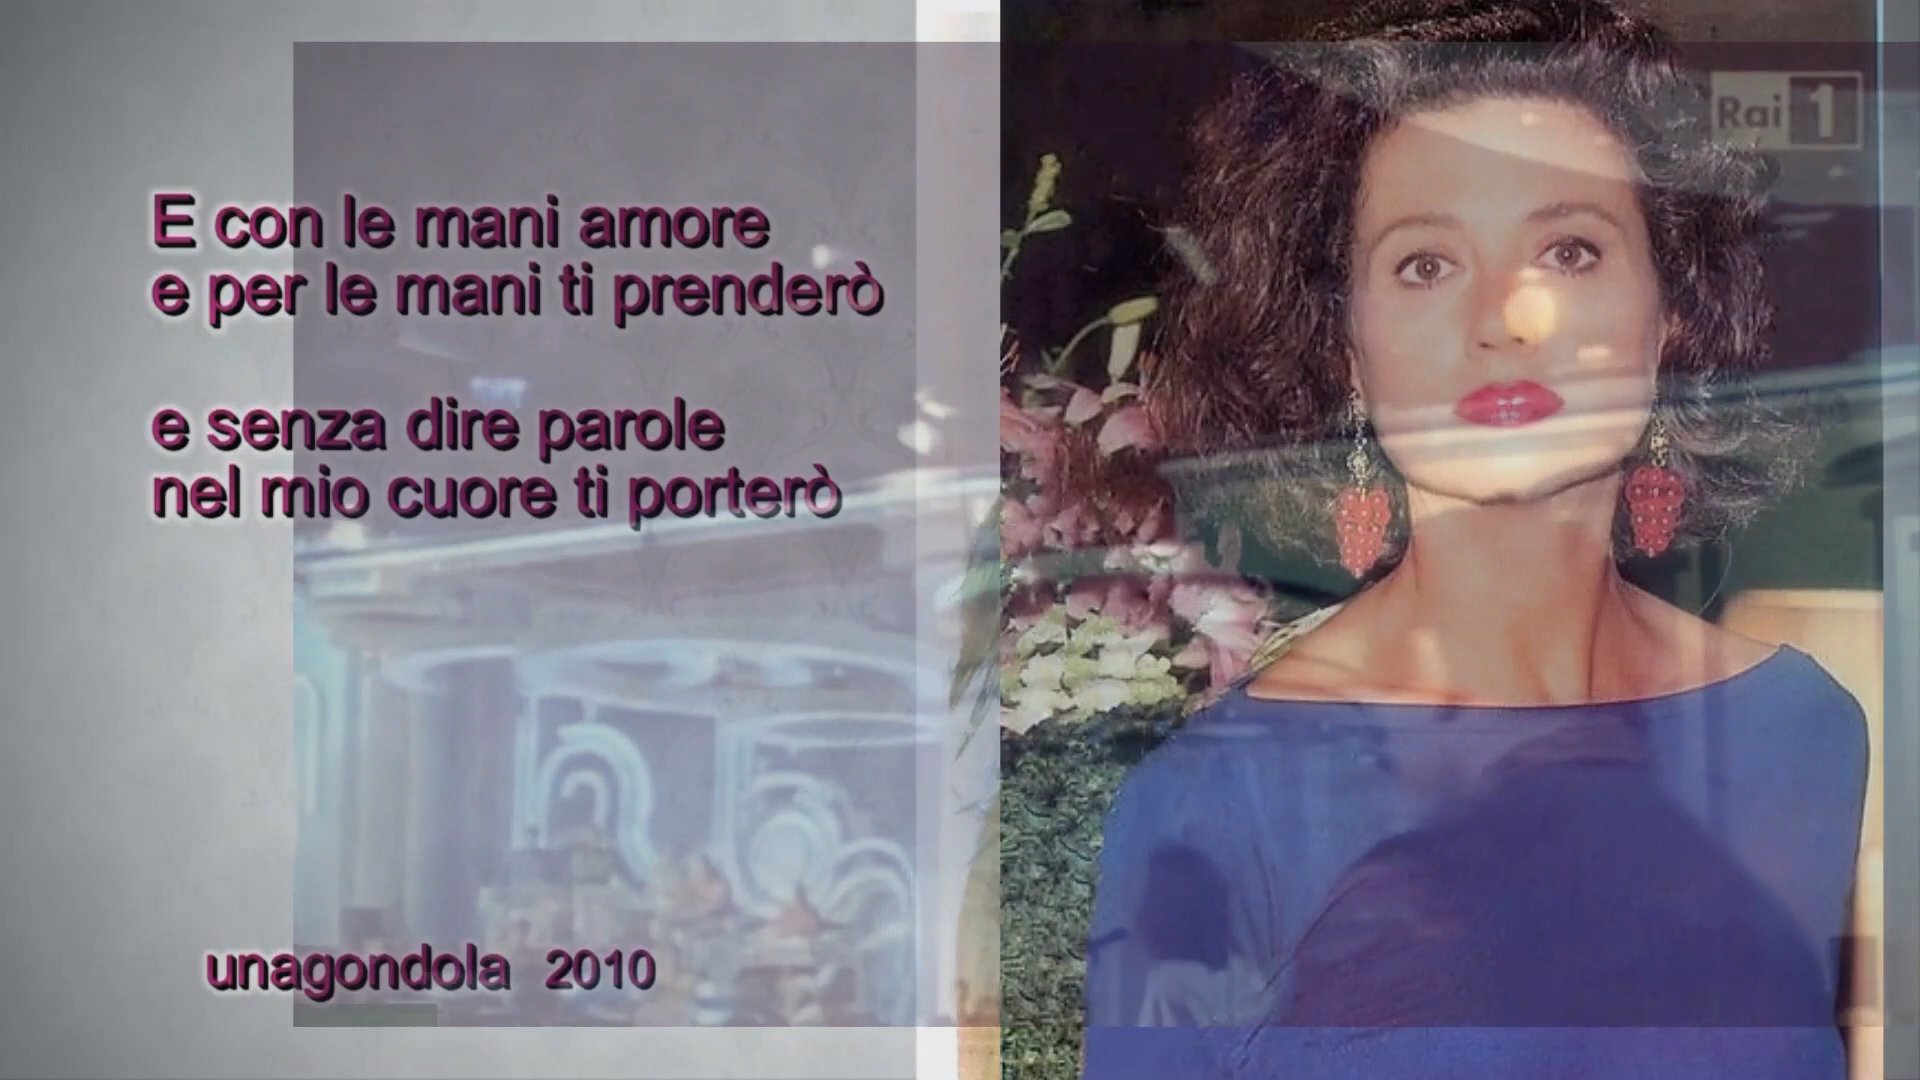 E con le mani amore
e per le mani ti prenderò
e senza dire parole
nel mio cuore ti porterò
unagondola 2010
Rai 1